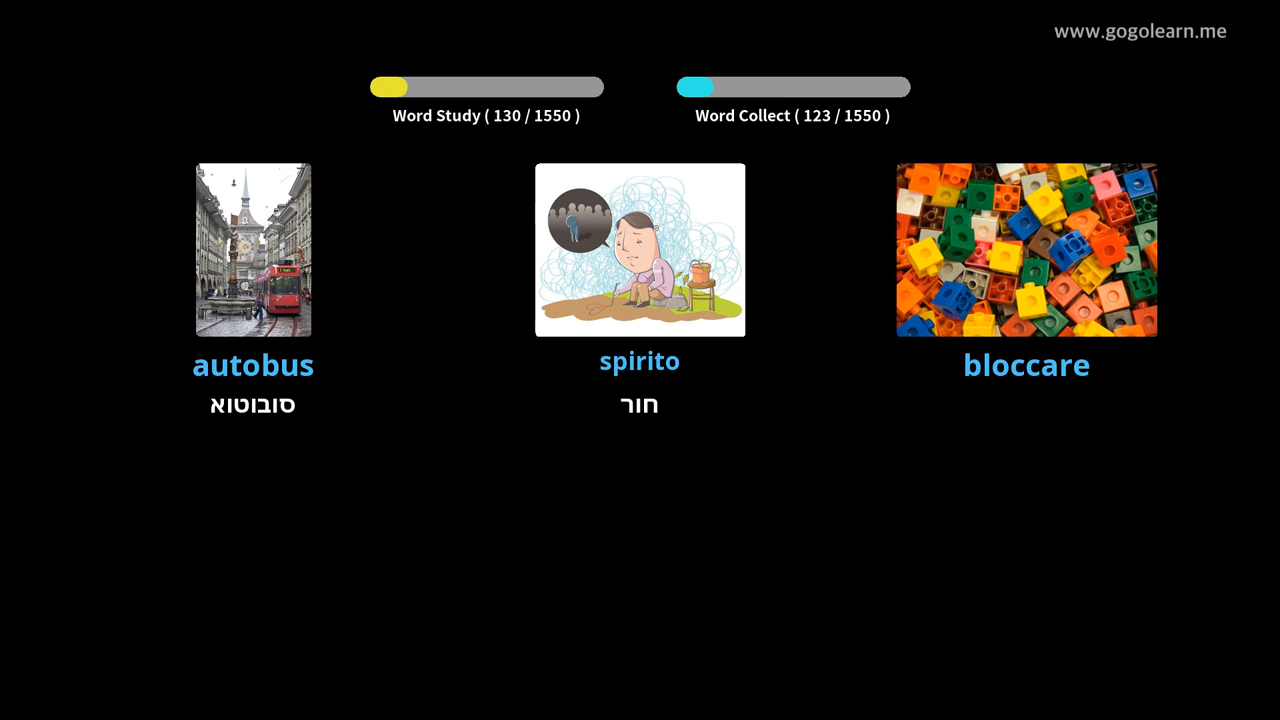 www.gogolearn.me
Word Study ( 130 / 1550 )
Word Collect ( 123 / 1550 )
autobus
סובוטוא
spirito
חור
bloccare